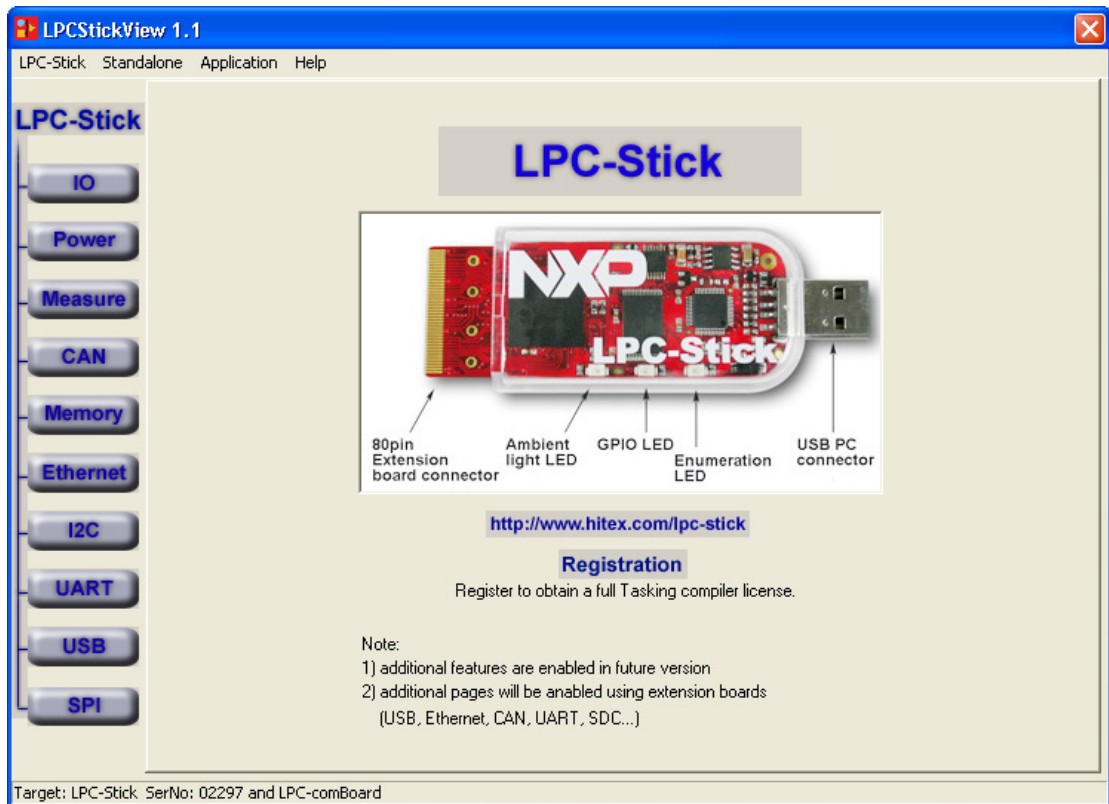 LPCStickView 1.1
LPC-Stick Standalone Application Help
LPC-Stick
IO
Power
Measure
CAN
Memory
Ethernet
I2C
UART
USB
SPI
LPC-Stick
NXP
LPC-Stick
80pin
Extension
board connector
Ambient
light LED
GPIO LED
Enumeration
LED
USB PC
connector
http://www.hitex.com/lpc-stick
Registration
Register to obtain a full Tasking compiler license.
Note:
1) additional features are enabled in future version
2) additional pages will be anabled using extension boards
(USB, Ethernet, CAN, UART, SDC...)
Target: LPC-Stick SerNo: 02297 and LPC-comBoard